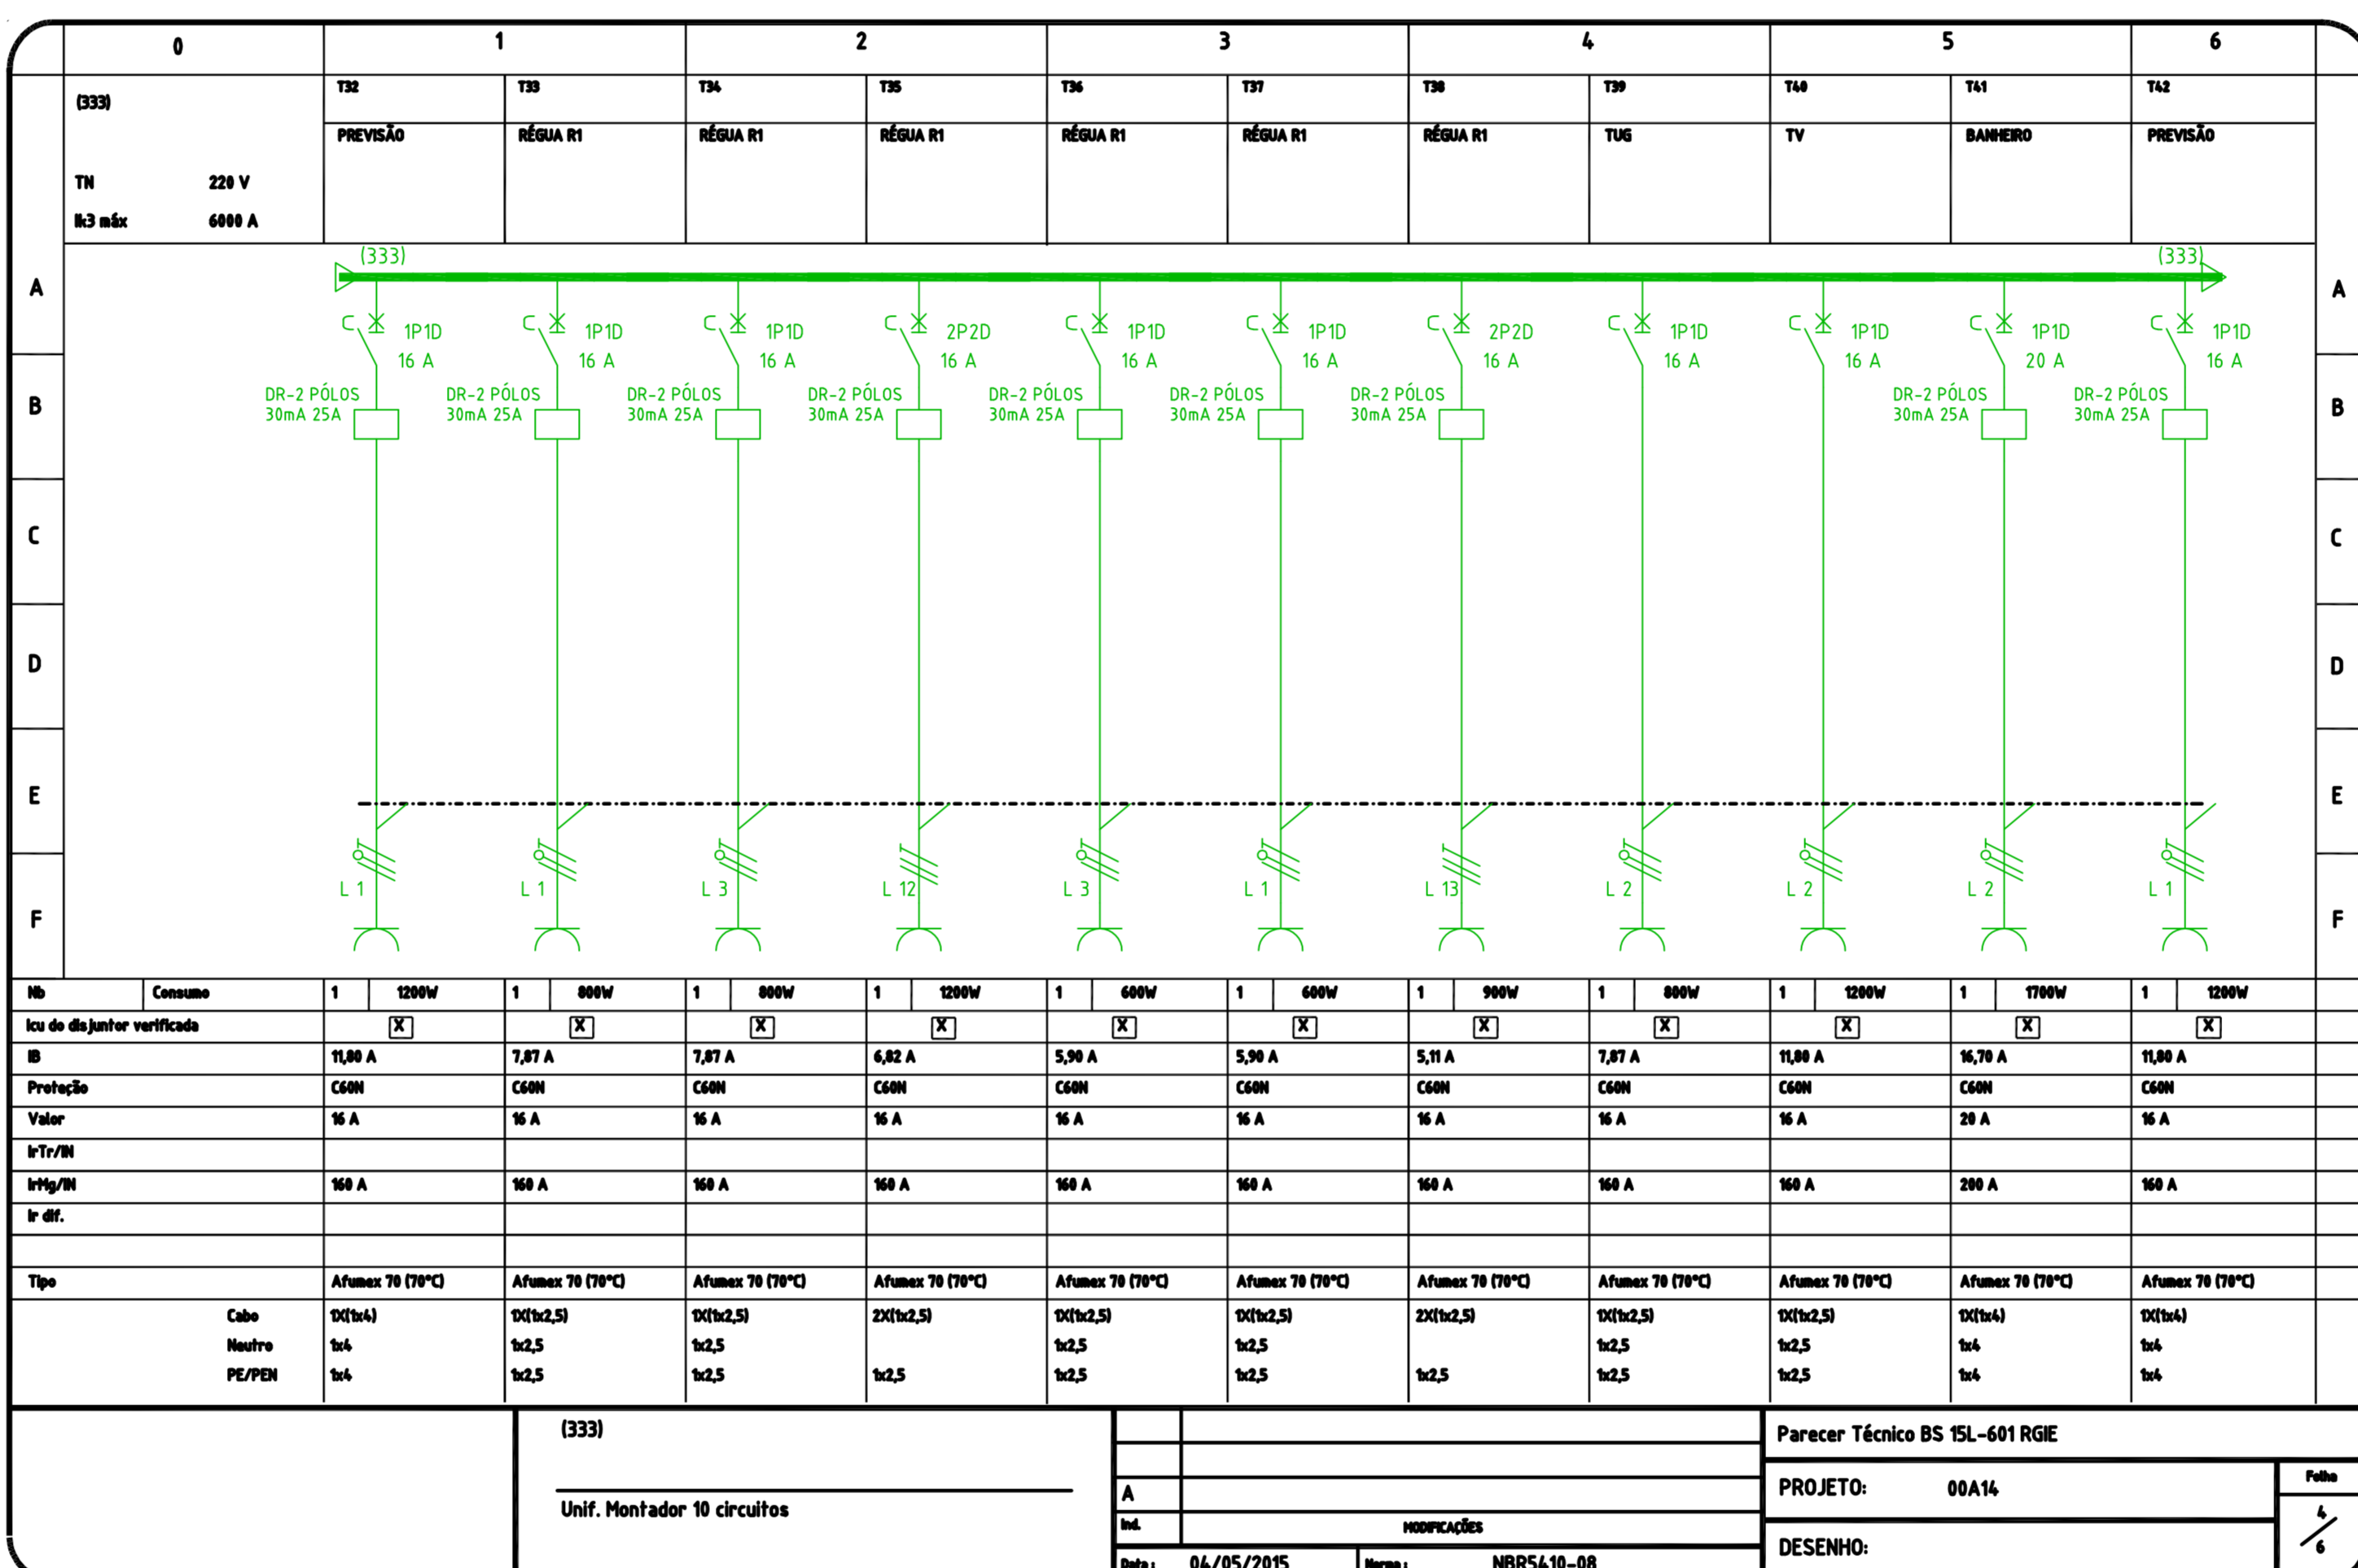 0 1 2 3 4 5 6
(333)
T32 T33 T34 T35 T36 T37 T38 T39 T40 T41 T42
PREVISÃO RÉGUA R1 RÉGUA R1 RÉGUA R1 RÉGUA R1 RÉGUA R1 RÉGUA R1 TUG TV BANHEIRO PREVISÃO
TN 220 V
Ik3 máx 6000 A
(333) (333)
A A
C C C C C C C C C C C
1P1D 1P1D 1P1D 2P2D 1P1D 1P1D 2P2D 1P1D 1P1D 1P1D 1P1D
16 A 16 A 16 A 16 A 16 A 16 A 16 A 16 A 16 A 20 A 16 A
DR-2 PÓLOS DR-2 PÓLOS DR-2 PÓLOS DR-2 PÓLOS DR-2 PÓLOS DR-2 PÓLOS DR-2 PÓLOS DR-2 PÓLOS DR-2 PÓLOS
B B
30mA 25A 30mA 25A 30mA 25A 30mA 25A 30mA 25A 30mA 25A 30mA 25A 30mA 25A 30mA 25A
C C
D D
E E
L 1 L 1 L 3 L 12 L 3 L 1 L 13 L 2 L 2 L 2 L 1
F F
Nb Consumo 1 1200W 1 800W 1 800W 1 1200W 1 600W 1 600W 1 900W 1 800W 1 1200W 1 1700W 1 1200W
Icu do disjuntor verificada X X X X X X X X X X X
IB 11,80 A 7,87 A 7,87 A 6,82 A 5,90 A 5,90 A 5,11 A 7,87 A 11,80 A 16,70 A 11,80 A
Proteção C60N C60N C60N C60N C60N C60N C60N C60N C60N C60N C60N
Valor 16 A 16 A 16 A 16 A 16 A 16 A 16 A 16 A 16 A 20 A 16 A
IrTr/IN
IrMg/IN 160 A 160 A 160 A 160 A 160 A 160 A 160 A 160 A 160 A 200 A 160 A
Ir dif.
Tipo Afumex 70 (70°C) Afumex 70 (70°C) Afumex 70 (70°C) Afumex 70 (70°C) Afumex 70 (70°C) Afumex 70 (70°C) Afumex 70 (70°C) Afumex 70 (70°C) Afumex 70 (70°C) Afumex 70 (70°C) Afumex 70 (70°C)
Cabo 1X(1x4) 1X(1x2,5) 1X(1x2,5) 2X(1x2,5) 1X(1x2,5) 1X(1x2,5) 2X(1x2,5) 1X(1x2,5) 1X(1x2,5) 1X(1x4) 1X(1x4)
Neutro 1x4 1x2,5 1x2,5 1x2,5 1x2,5 1x2,5 1x2,5 1x4 1x4
PE/PEN 1x4 1x2,5 1x2,5 1x2,5 1x2,5 1x2,5 1x2,5 1x2,5 1x2,5 1x4 1x4
(333)
Unif. Montador 10 circuitos
A
Ind. MODIFICAÇÕES
Data: 04/05/2015 Norma: NBR5410-08
Parecer Técnico BS 15L-601 RGIE
PROJETO: 00A14
Folha
4/6
DESENHO: